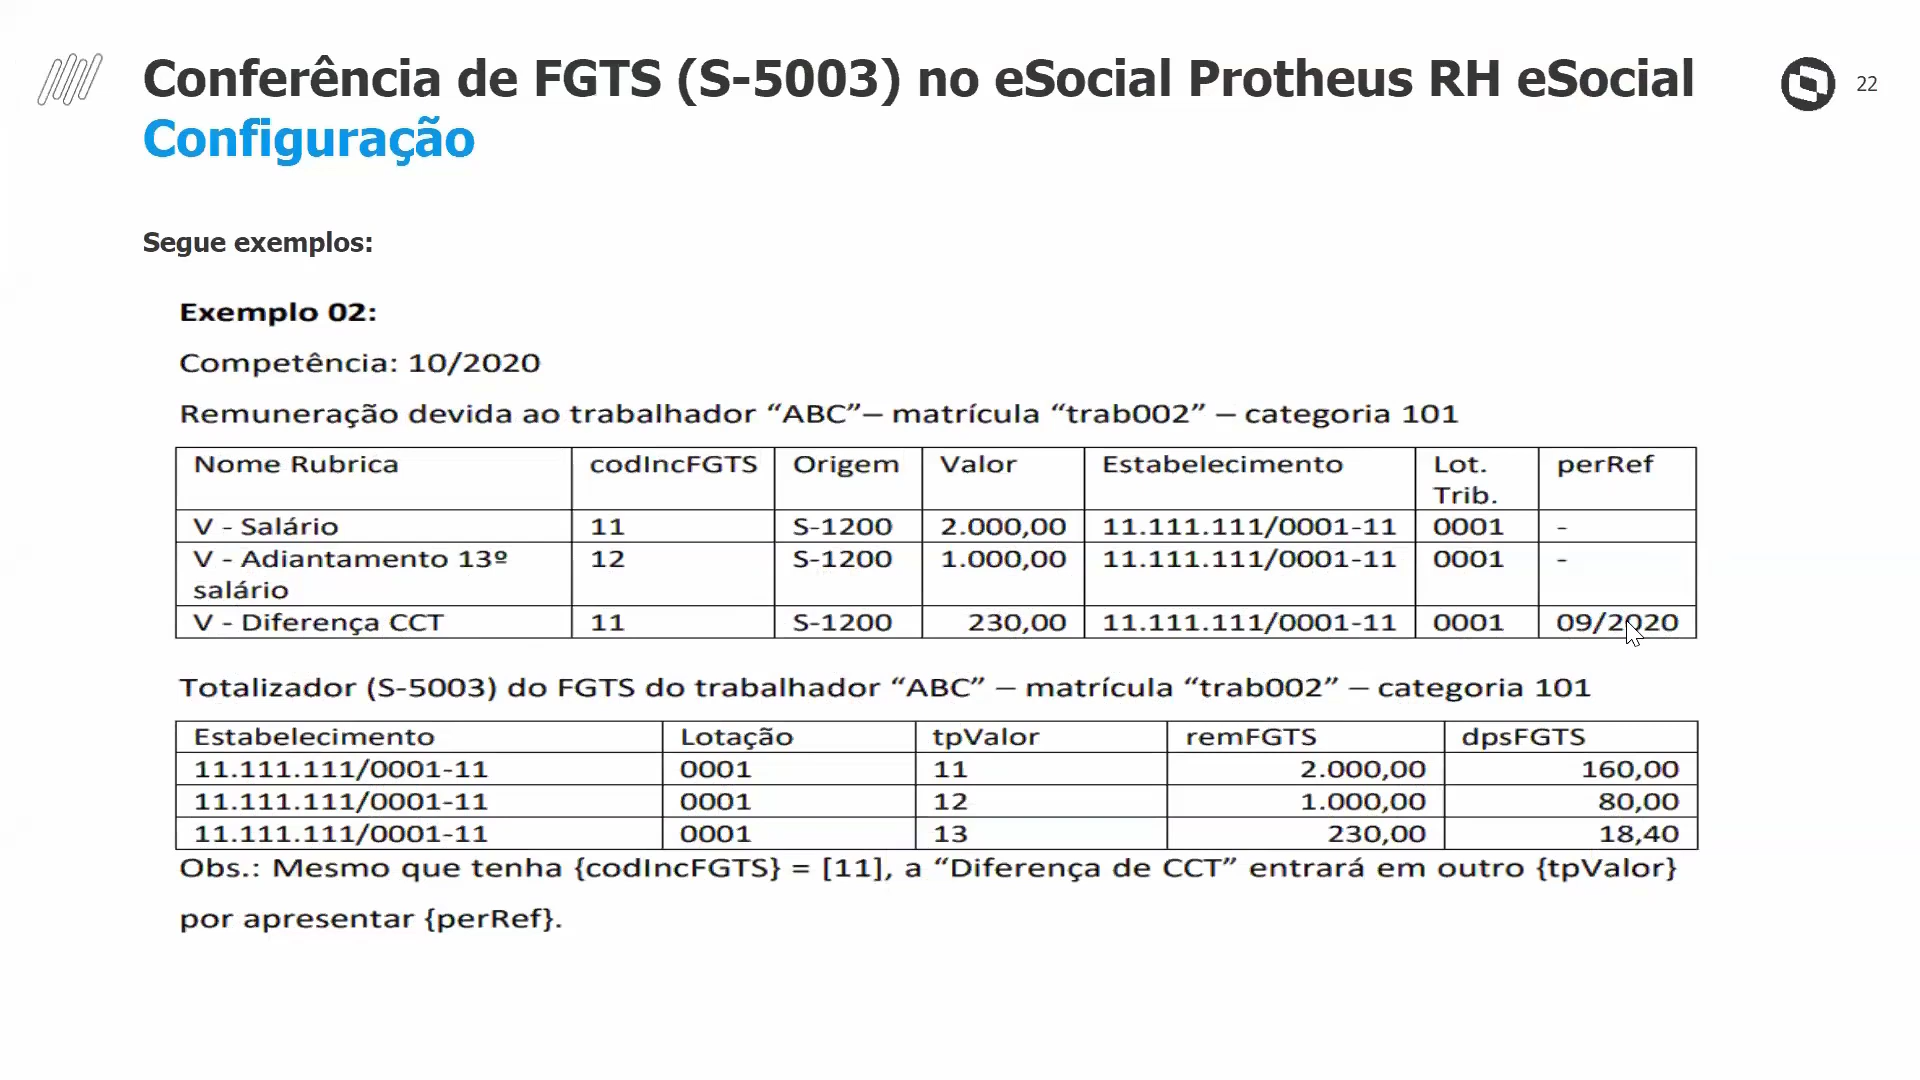 Conferência de FGTS (S-5003) no eSocial Protheus RH eSocial
22
Configuração
Segue exemplos:
Exemplo 02:
Competência: 10/2020
Remuneração devida ao trabalhador “ABC”– matrícula “trab002” – categoria 101
Nome Rubrica codIncFGTS Origem Valor Estabelecimento Lot. Trib. perRef
V - Salário 11 S-1200 2.000,00 11.111.111/0001-11 0001 -
V - Adiantamento 13º salário 12 S-1200 1.000,00 11.111.111/0001-11 0001 -
V - Diferença CCT 11 S-1200 230,00 11.111.111/0001-11 0001 09/2020
Totalizador (S-5003) do FGTS do trabalhador “ABC” – matrícula “trab002” – categoria 101
Estabelecimento Lotação tpValor remFGTS dpsFGTS
11.111.111/0001-11 0001 11 2.000,00 160,00
11.111.111/0001-11 0001 12 1.000,00 80,00
11.111.111/0001-11 0001 13 230,00 18,40
Obs.: Mesmo que tenha {codIncFGTS} = [11], a “Diferença de CCT” entrará em outro {tpValor}
por apresentar {perRef}.